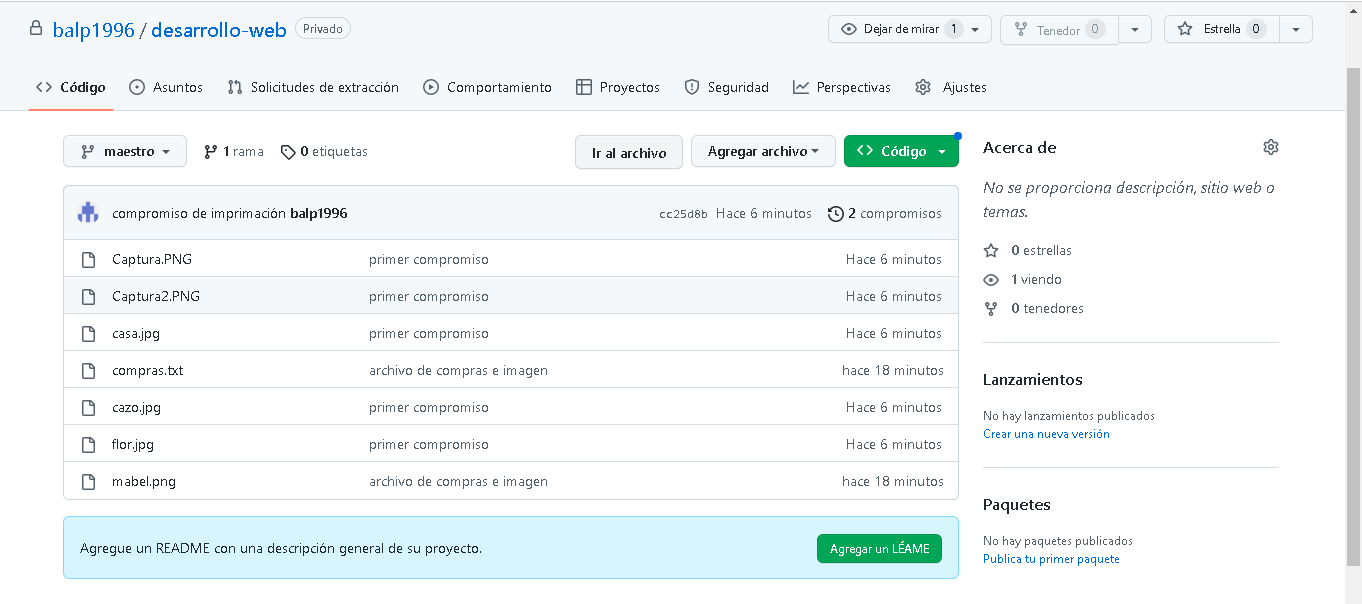 balp1996 / desarrollo-web Privado
Dejar de mirar 1
Tenedor 0
Estrella 0
Código
Asuntos
Solicitudes de extracción
Comportamiento
Proyectos
Seguridad
Perspectivas
Ajustes
maestro
1 rama
0 etiquetas
Ir al archivo
Agregar archivo
Código
compromiso de imprimación balp1996
cc25d8b Hace 6 minutos
2 compromisos
Captura.PNG primer compromiso Hace 6 minutos
Captura2.PNG primer compromiso Hace 6 minutos
casa.jpg primer compromiso Hace 6 minutos
compras.txt archivo de compras e imagen hace 18 minutos
cazo.jpg primer compromiso Hace 6 minutos
flor.jpg primer compromiso Hace 6 minutos
mabel.png archivo de compras e imagen hace 18 minutos
Agregue un README con una descripción general de su proyecto.
Agregar un LÉAME
Acerca de
No se proporciona descripción, sitio web o
temas.
0 estrellas
1 viendo
0 tenedores
Lanzamientos
No hay lanzamientos publicados
Crear una nueva versión
Paquetes
No hay paquetes publicados
Publica tu primer paquete